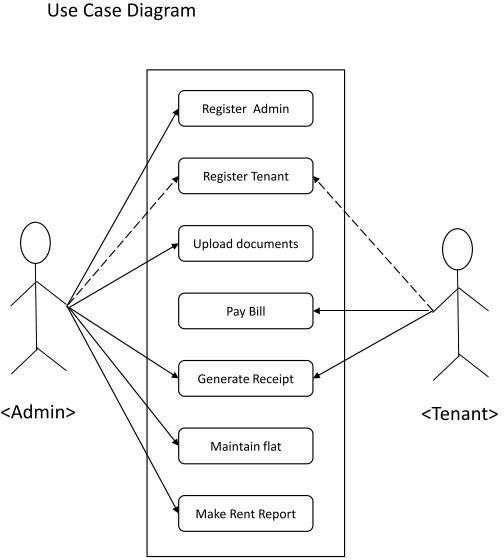 Use Case Diagram
Register Admin
Register Tenant
Upload documents
Pay Bill
Generate Receipt
<Admin>
<Tenant>
Maintain flat
Make Rent Report